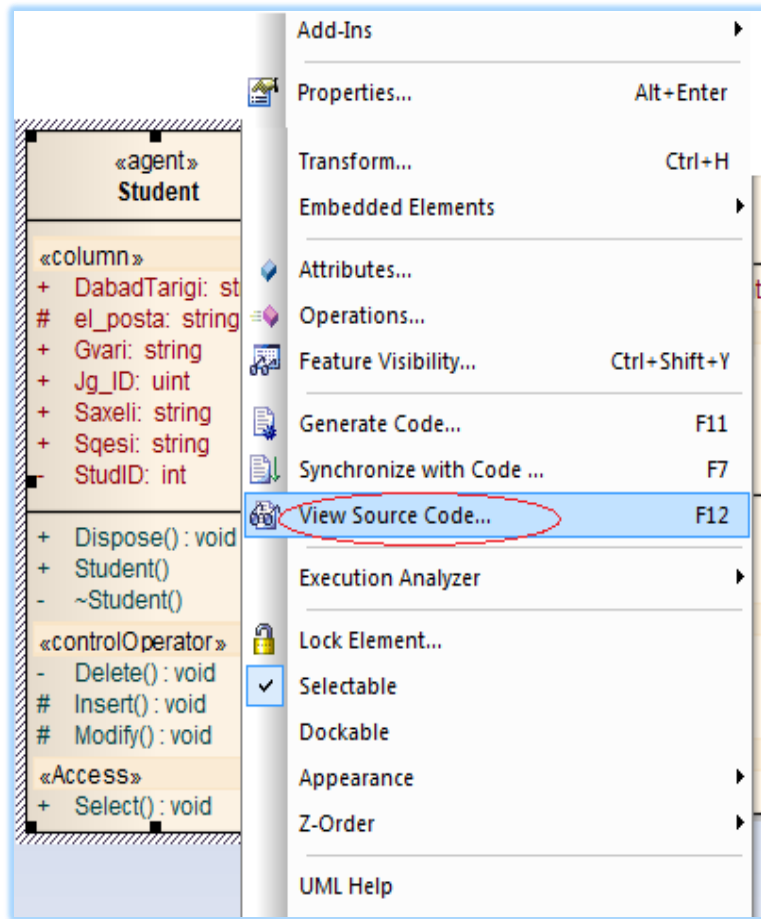 «agent»
Student
«column»
+ DabadTarigi: st
# el_posta: string
+ Gvari: string
+ Jg_ID: uint
+ Saxeli: string
+ Sqesi: string
- StudID: int
+ Dispose() : void
+ Student()
- ~Student()
«controlOperator»
- Delete() : void
# Insert() : void
# Modify() : void
«Access»
+ Select() : void
Add-Ins
Properties... Alt+Enter
Transform... Ctrl+H
Embedded Elements
Attributes...
Operations...
Feature Visibility... Ctrl+Shift+Y
Generate Code... F11
Synchronize with Code ... F7
View Source Code... F12
Execution Analyzer
Lock Element...
Selectable
Dockable
Appearance
Z-Order
UML Help